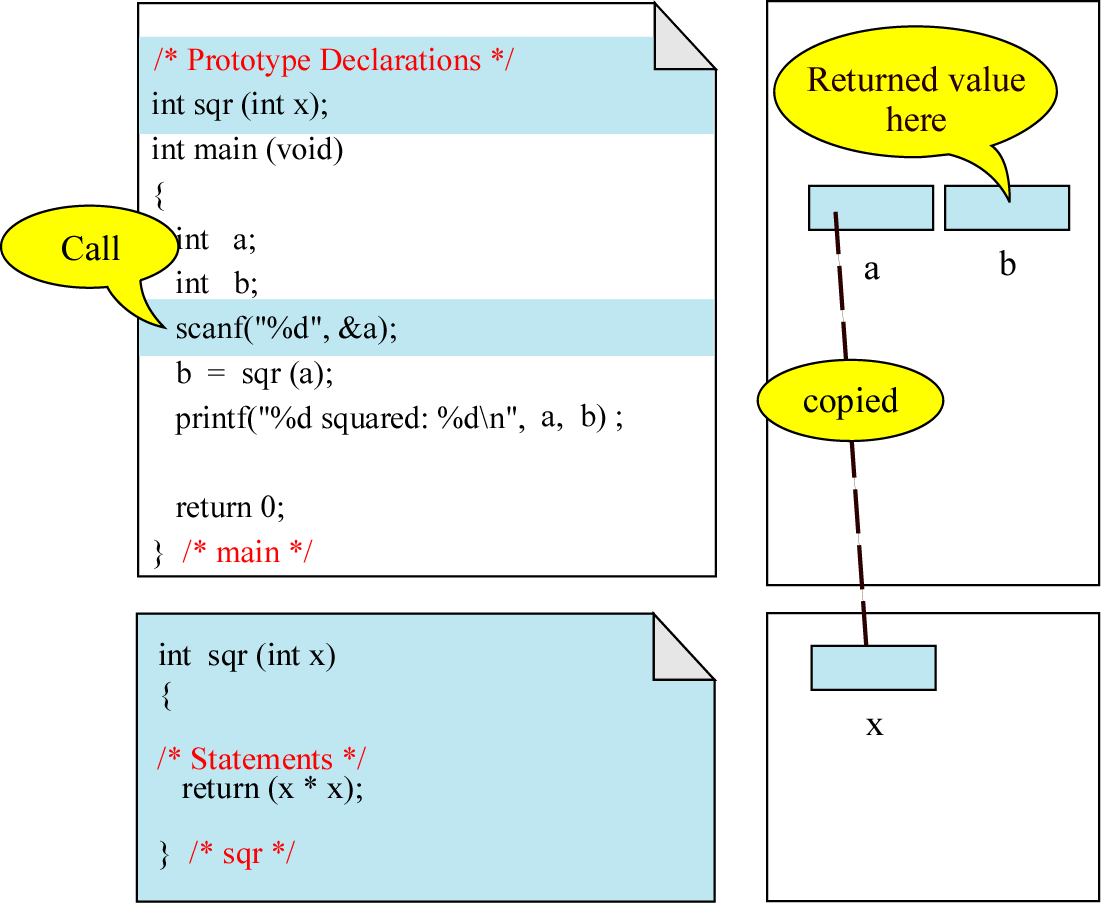 /* Prototype Declarations */
int sqr (int x);
int main (void)
{
int a;
int b;
scanf("%d", &a);
b = sqr (a);
printf("%d squared: %d\n", a, b) ;
return 0;
} /* main */
Call
Returned value
here
a
b
copied
int sqr (int x)
{
/* Statements */
return (x * x);
} /* sqr */
x